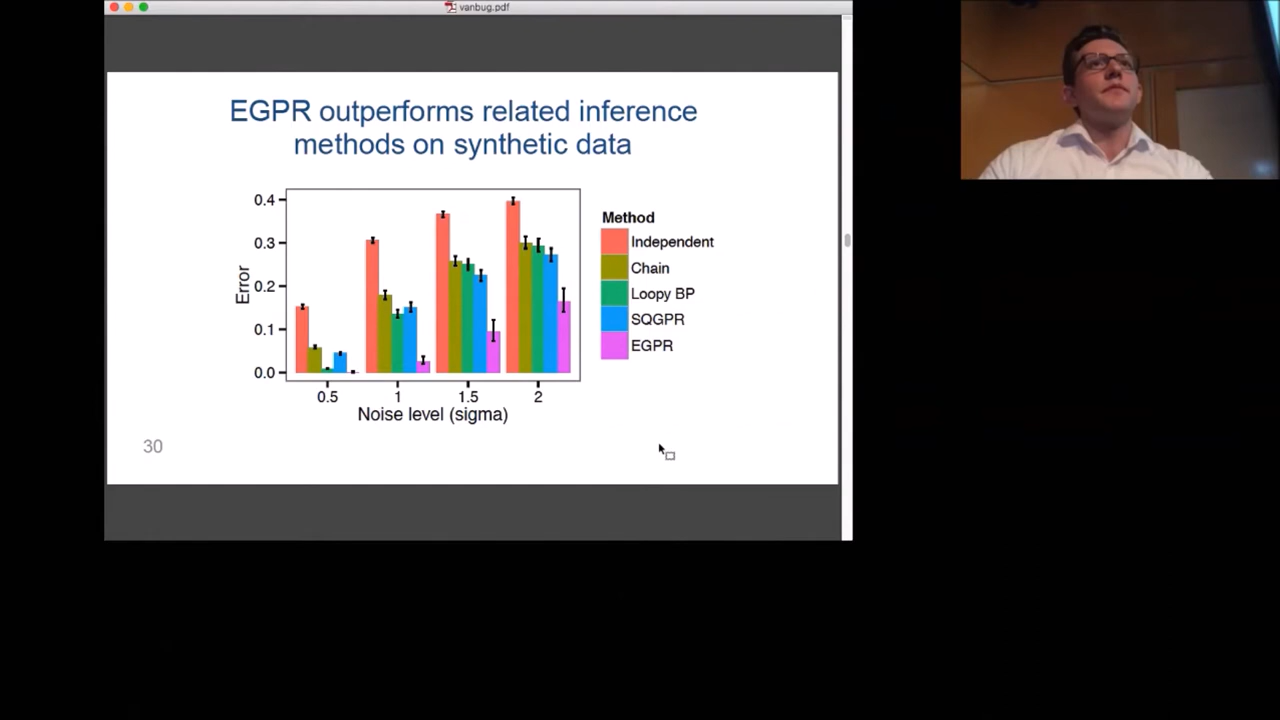 vanbug.pdf
EGPR outperforms related inference
methods on synthetic data
0.4
0.3
0.2
0.1
0.0
Error
0.5 1 1.5 2
Noise level (sigma)
Method
Independent
Chain
Loopy BP
SQGPR
EGPR
30